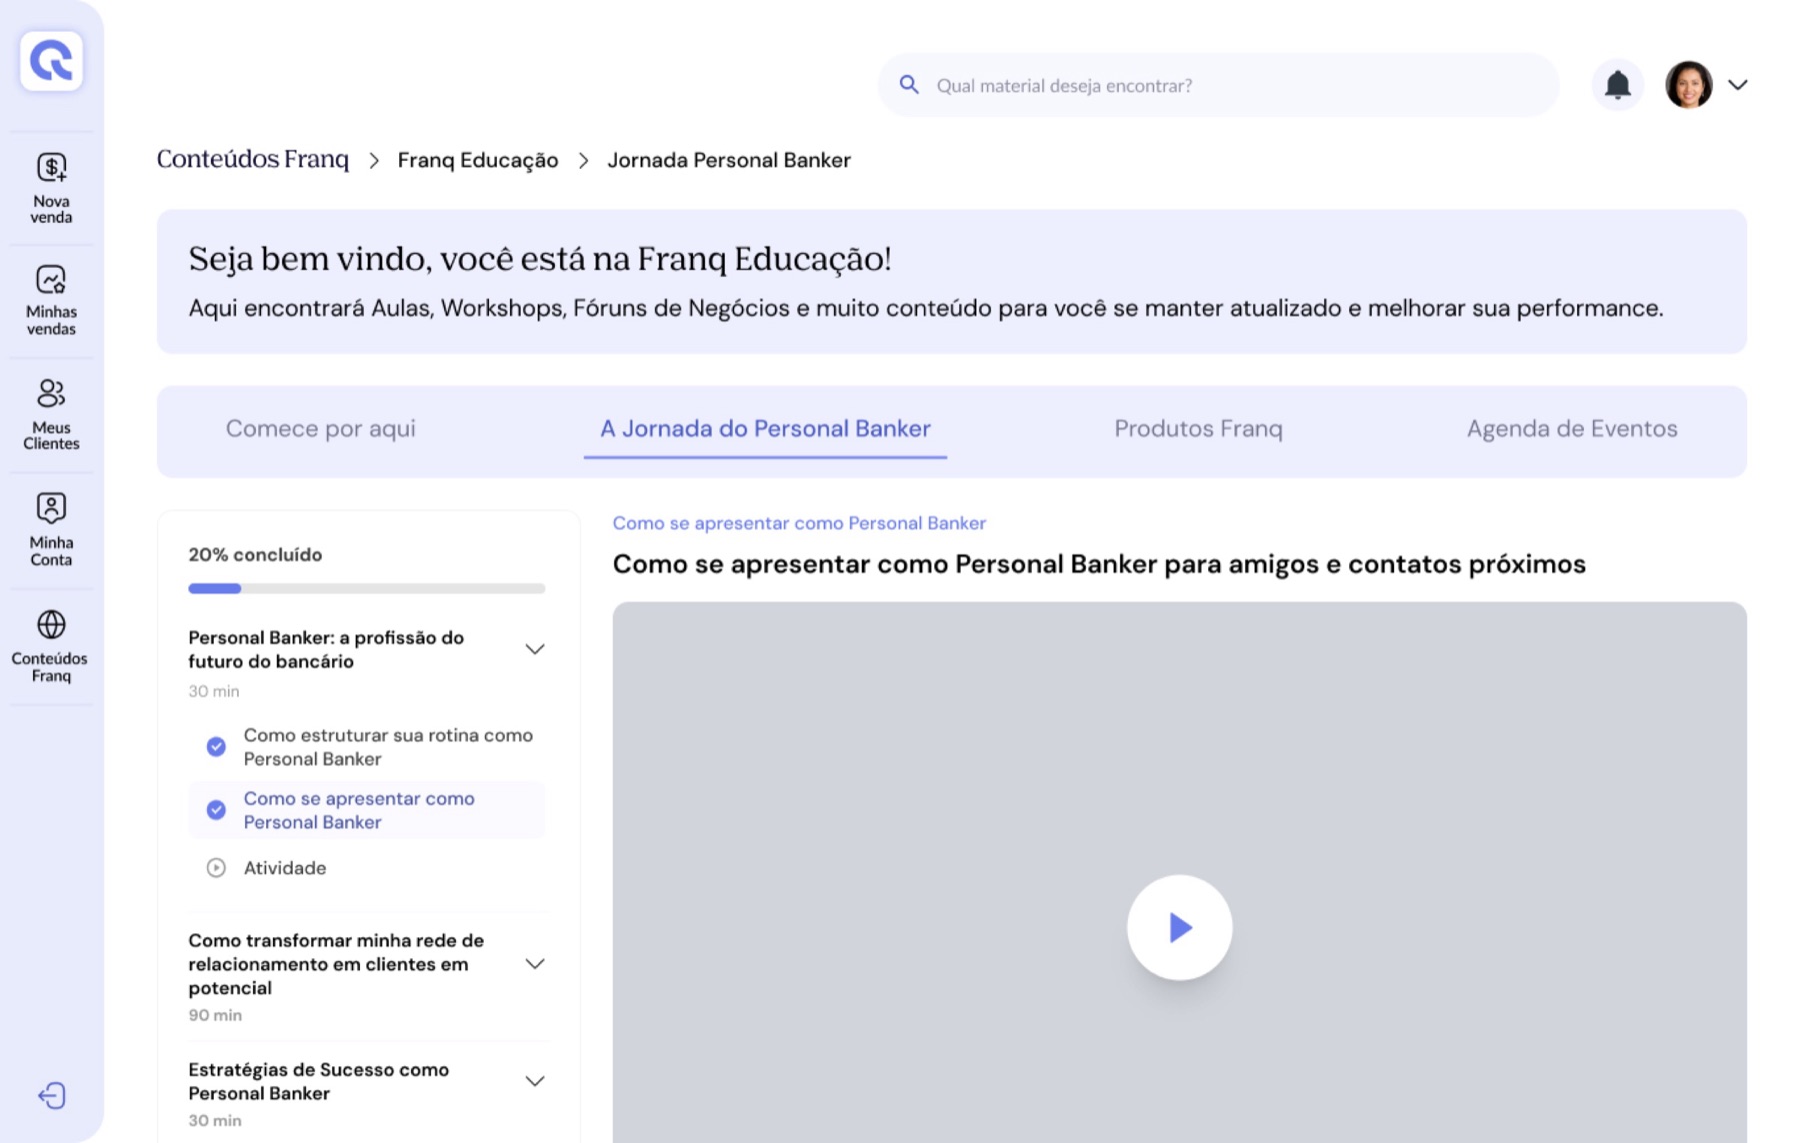 Qual material deseja encontrar?
Conteúdos Franq > Franq Educação > Jornada Personal Banker
Nova
venda
Minhas
vendas
Meus
Clientes
Minha
Conta
Conteúdos
Franq
Seja bem vindo, você está na Franq Educação!
Aqui encontrará Aulas, Workshops, Fóruns de Negócios e muito conteúdo para você se manter atualizado e melhorar sua performance.
Comece por aqui
A Jornada do Personal Banker
Produtos Franq
Agenda de Eventos
20% concluído
Personal Banker: a profissão do
futuro do bancário
30 min
Como estruturar sua rotina como
Personal Banker
Como se apresentar como
Personal Banker
Atividade
Como transformar minha rede de
relacionamento em clientes em
potencial
90 min
Estratégias de Sucesso como
Personal Banker
30 min
Como se apresentar como Personal Banker
Como se apresentar como Personal Banker para amigos e contatos próximos